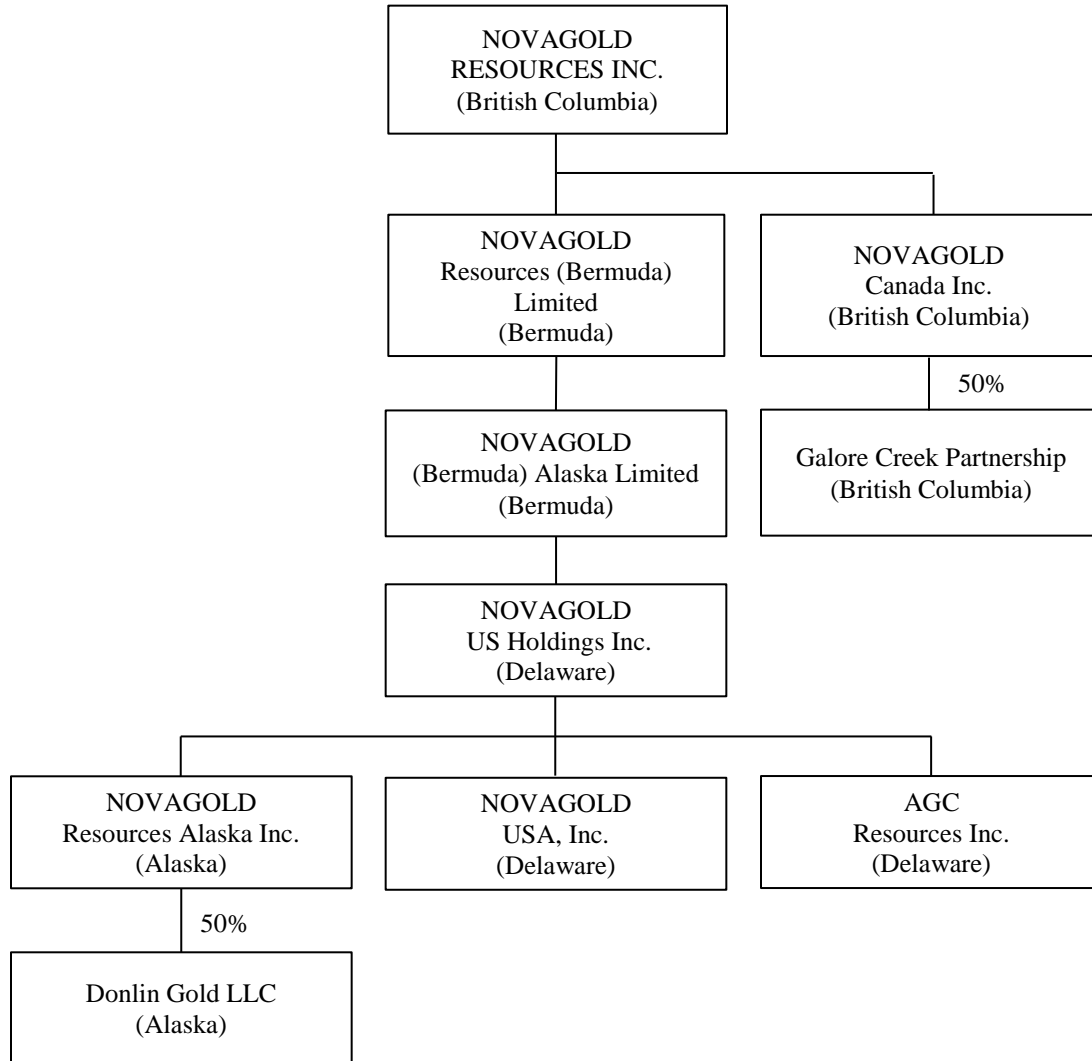 NOVAGOLD
RESOURCES INC.
(British Columbia)
NOVAGOLD
Resources (Bermuda)
Limited
(Bermuda)
NOVAGOLD
Canada Inc.
(British Columbia)
50%
NOVAGOLD
(Bermuda) Alaska Limited
(Bermuda)
Galore Creek Partnership
(British Columbia)
NOVAGOLD
US Holdings Inc.
(Delaware)
NOVAGOLD
Resources Alaska Inc.
(Alaska)
NOVAGOLD
USA, Inc.
(Delaware)
AGC
Resources Inc.
(Delaware)
50%
Donlin Gold LLC
(Alaska)